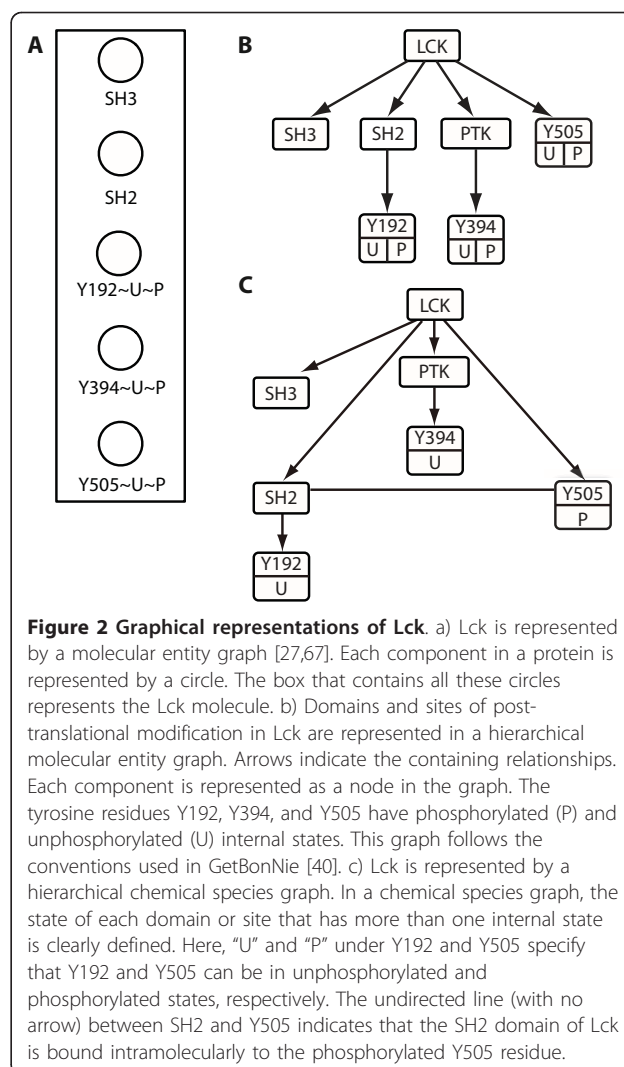 A
SH3
SH2
Y192~U~P
Y394~U~P
Y505~U~P
B
LCK
SH3
SH2
PTK
Y505
U P
Y192
U P
Y394
U P
C
LCK
PTK
SH3
Y394
U
SH2
Y505
P
Y192
U
Figure 2 Graphical representations of Lck. a) Lck is represented
by a molecular entity graph [27,67]. Each component in a protein is
represented by a circle. The box that contains all these circles
represents the Lck molecule. b) Domains and sites of post-
translational modification in Lck are represented in a hierarchical
molecular entity graph. Arrows indicate the containing relationships.
Each component is represented as a node in the graph. The
tyrosine residues Y192, Y394, and Y505 have phosphorylated (P) and
unphosphorylated (U) internal states. This graph follows the
conventions used in GetBonNie [40]. c) Lck is represented by a
hierarchical chemical species graph. In a chemical species graph, the
state of each domain or site that has more than one internal state
is clearly defined. Here, “U” and “P” under Y192 and Y505 specify
that Y192 and Y505 can be in unphosphorylated and
phosphorylated states, respectively. The undirected line (with no
arrow) between SH2 and Y505 indicates that the SH2 domain of Lck
is bound intramolecularly to the phosphorylated Y505 residue.